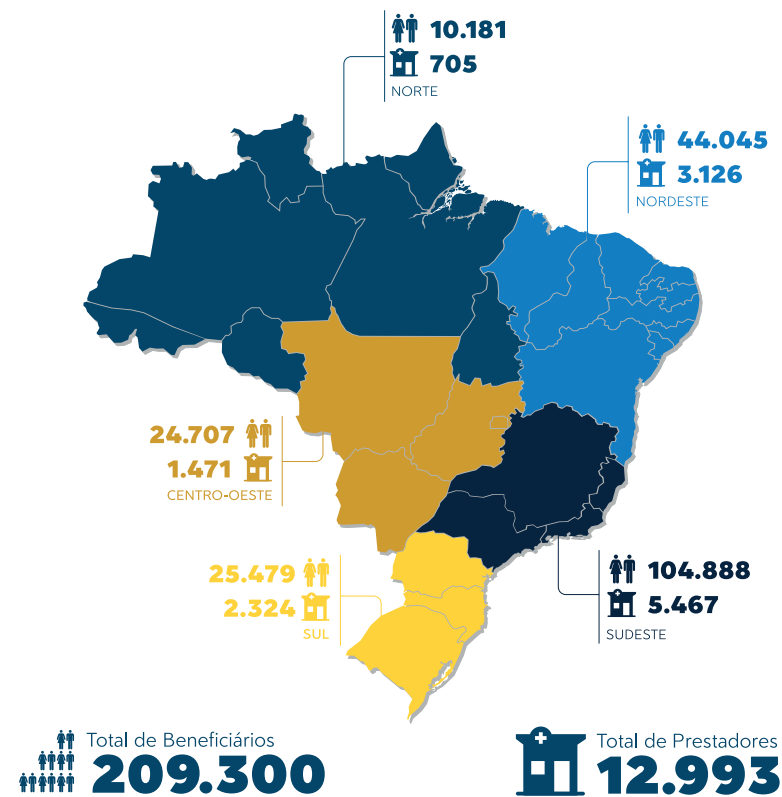 10.181
705
NORTE
44.045
3.126
NORDESTE
24.707
1.471
CENTRO-OESTE
25.479
2.324
SUL
104.888
5.467
SUDESTE
Total de Beneficiários
209.300
Total de Prestadores
12.993